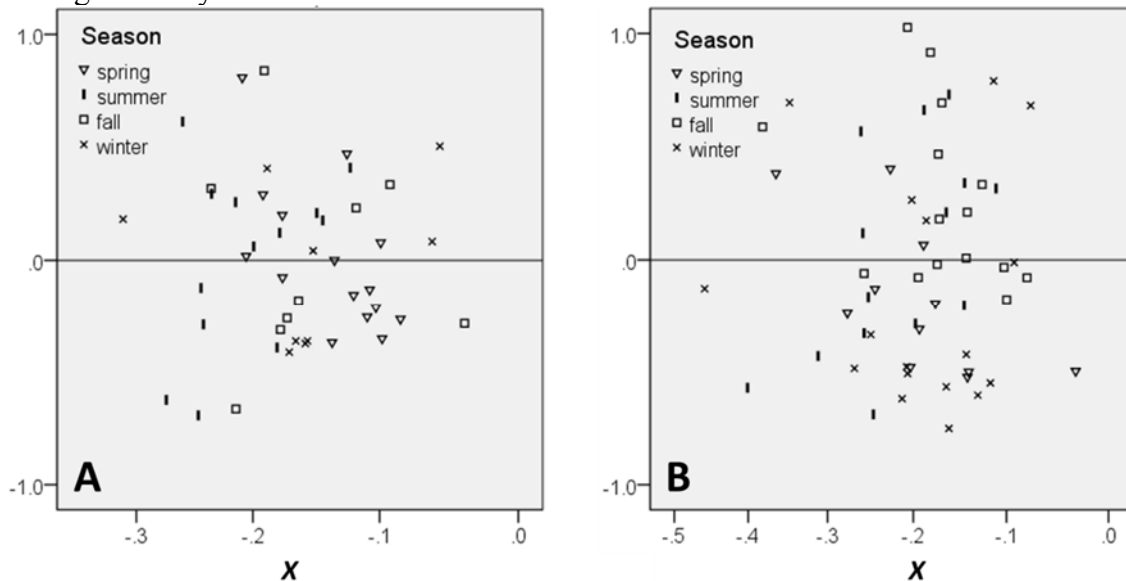 1.0
Season
spring
summer
fall
winter
.0
-1.0
A
-.3
-.2
-.1
.0
X
1.0
Season
spring
summer
fall
winter
.0
-1.0
B
-.5
-.4
-.3
-.2
-.1
.0
X